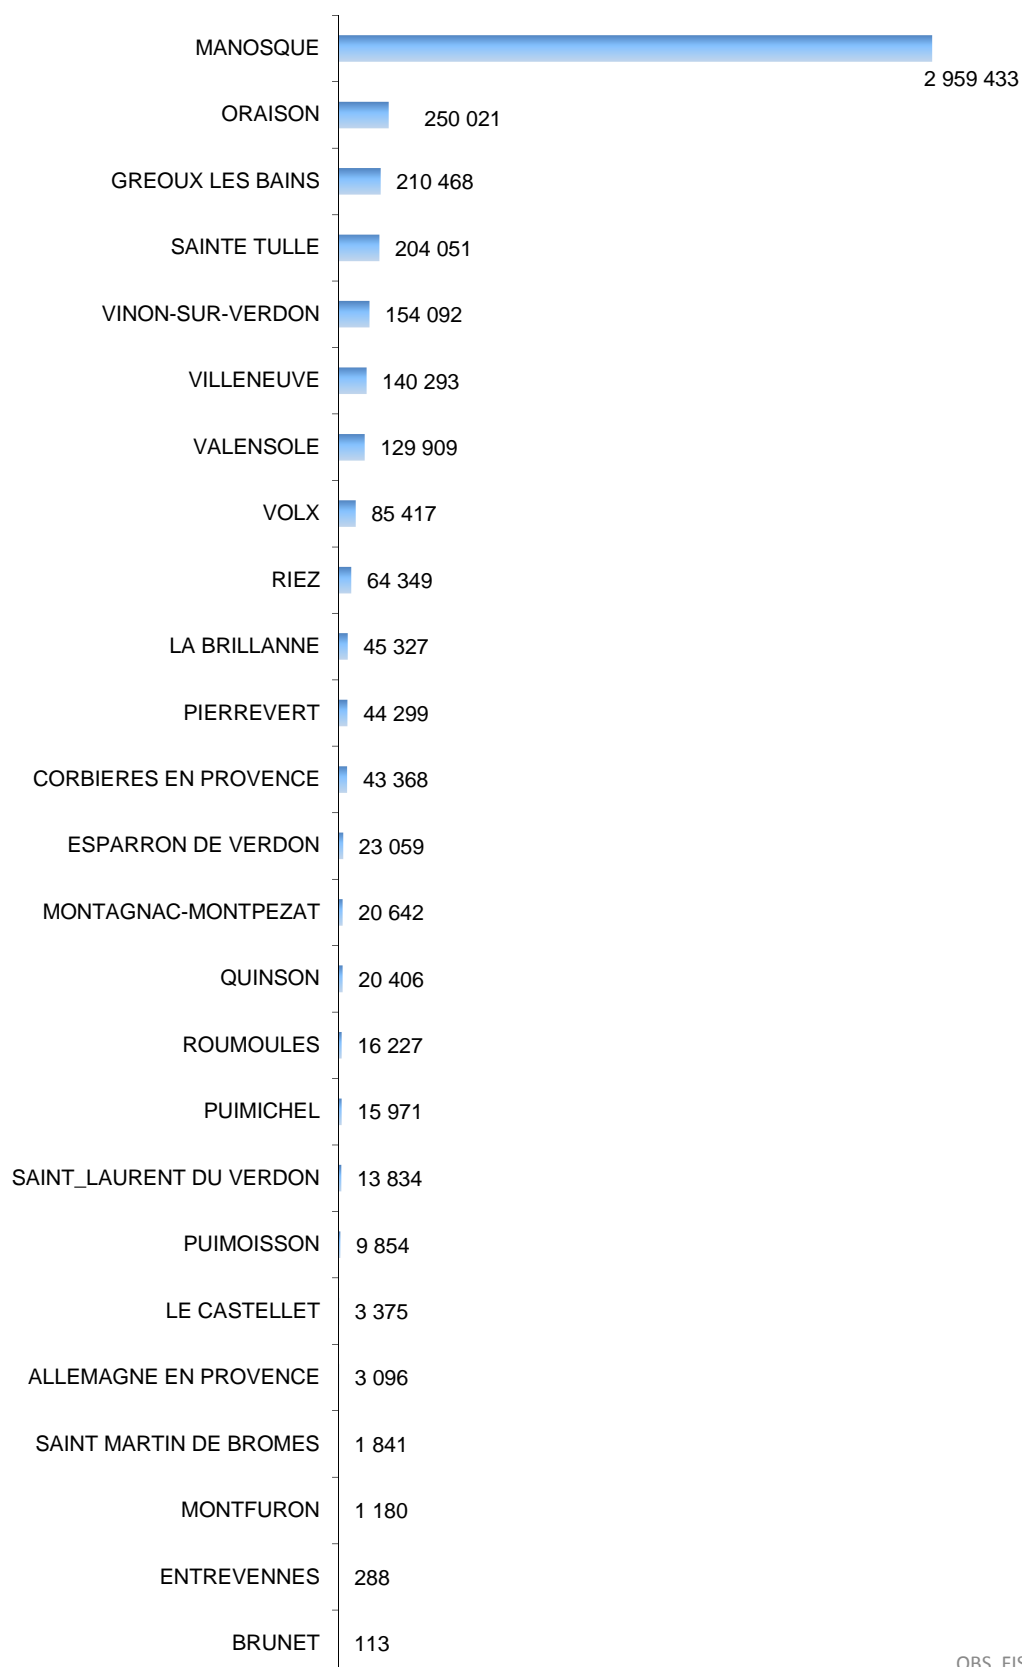 MANOSQUE
2 959 433
ORAISON 250 021
GREOUX LES BAINS 210 468
SAINTE TULLE 204 051
VINON-SUR-VERDON 154 092
VILLENEUVE 140 293
VALENSOLE 129 909
VOLX 85 417
RIEZ 64 349
LA BRILLANNE 45 327
PIERREVERT 44 299
CORBIERES EN PROVENCE 43 368
ESPARRON DE VERDON 23 059
MONTAGNAC-MONTPEZAT 20 642
QUINSON 20 406
ROUMOULES 16 227
PUIMICHEL 15 971
SAINT_LAURENT DU VERDON 13 834
PUIMOISSON 9 854
LE CASTELLET 3 375
ALLEMAGNE EN PROVENCE 3 096
SAINT MARTIN DE BROMES 1 841
MONTFURON 1 180
ENTREVENNES 288
BRUNET 113